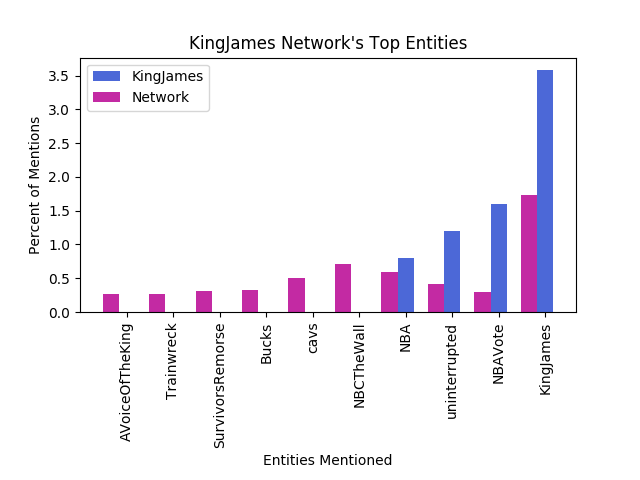 KingJames Network's Top Entities
KingJames
Network
Percent of Mentions
3.5
3.0
2.5
2.0
1.5
1.0
0.5
0.0
AVoiceOfTheKing
Trainwreck
SurvivorsRemorse
Bucks
cavs
NBCTheWall
NBA
uninterrupted
NBAVote
KingJames
Entities Mentioned